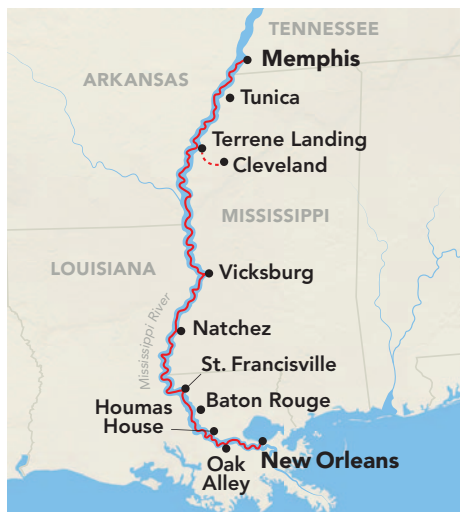 TENNESSEE
Memphis
ARKANSAS
Tunica
Terrene Landing
Cleveland
MISSISSIPPI
LOUISIANA
Vicksburg
Mississippi River
Natchez
St. Francisville
Baton Rouge
Houmas
House
Oak
Alley
New Orleans